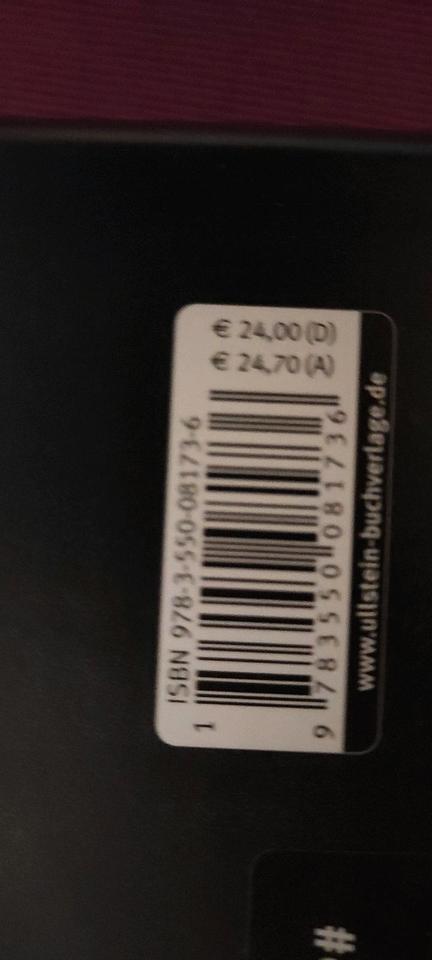 € 24,00 (D)
€ 24,70 (A)
ISBN 978-3-550-08173-6
1
9 783550 081736
www.ullstein-buchverlage.de
#